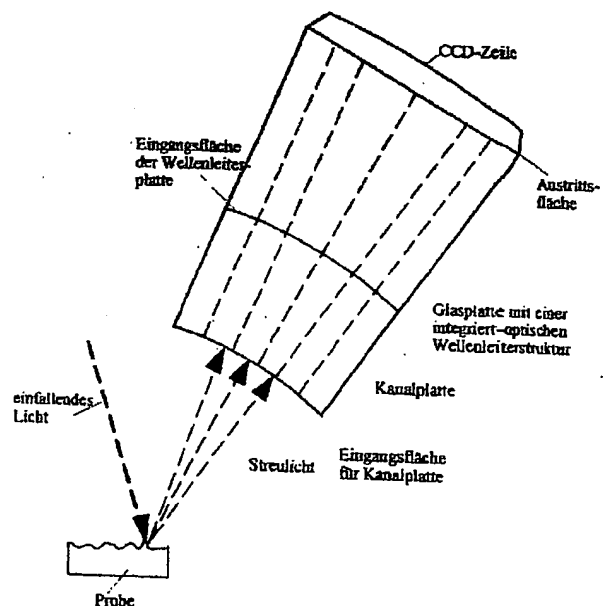 CCD-Zeile
Eingangsfläche
der Wellenleiter-
platte
Austritts-
fläche
Glasplatte mit einer
integriert-optischen
Wellenleiterstruktur
Kanalplatte
einfallendes
Licht
Streulicht
Eingangsfläche
für Kanalplatte
Probe